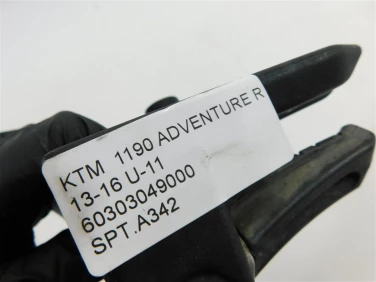 KTM 1190 ADVENTURE R
13-16 U-11
60303049000
SPT.A342